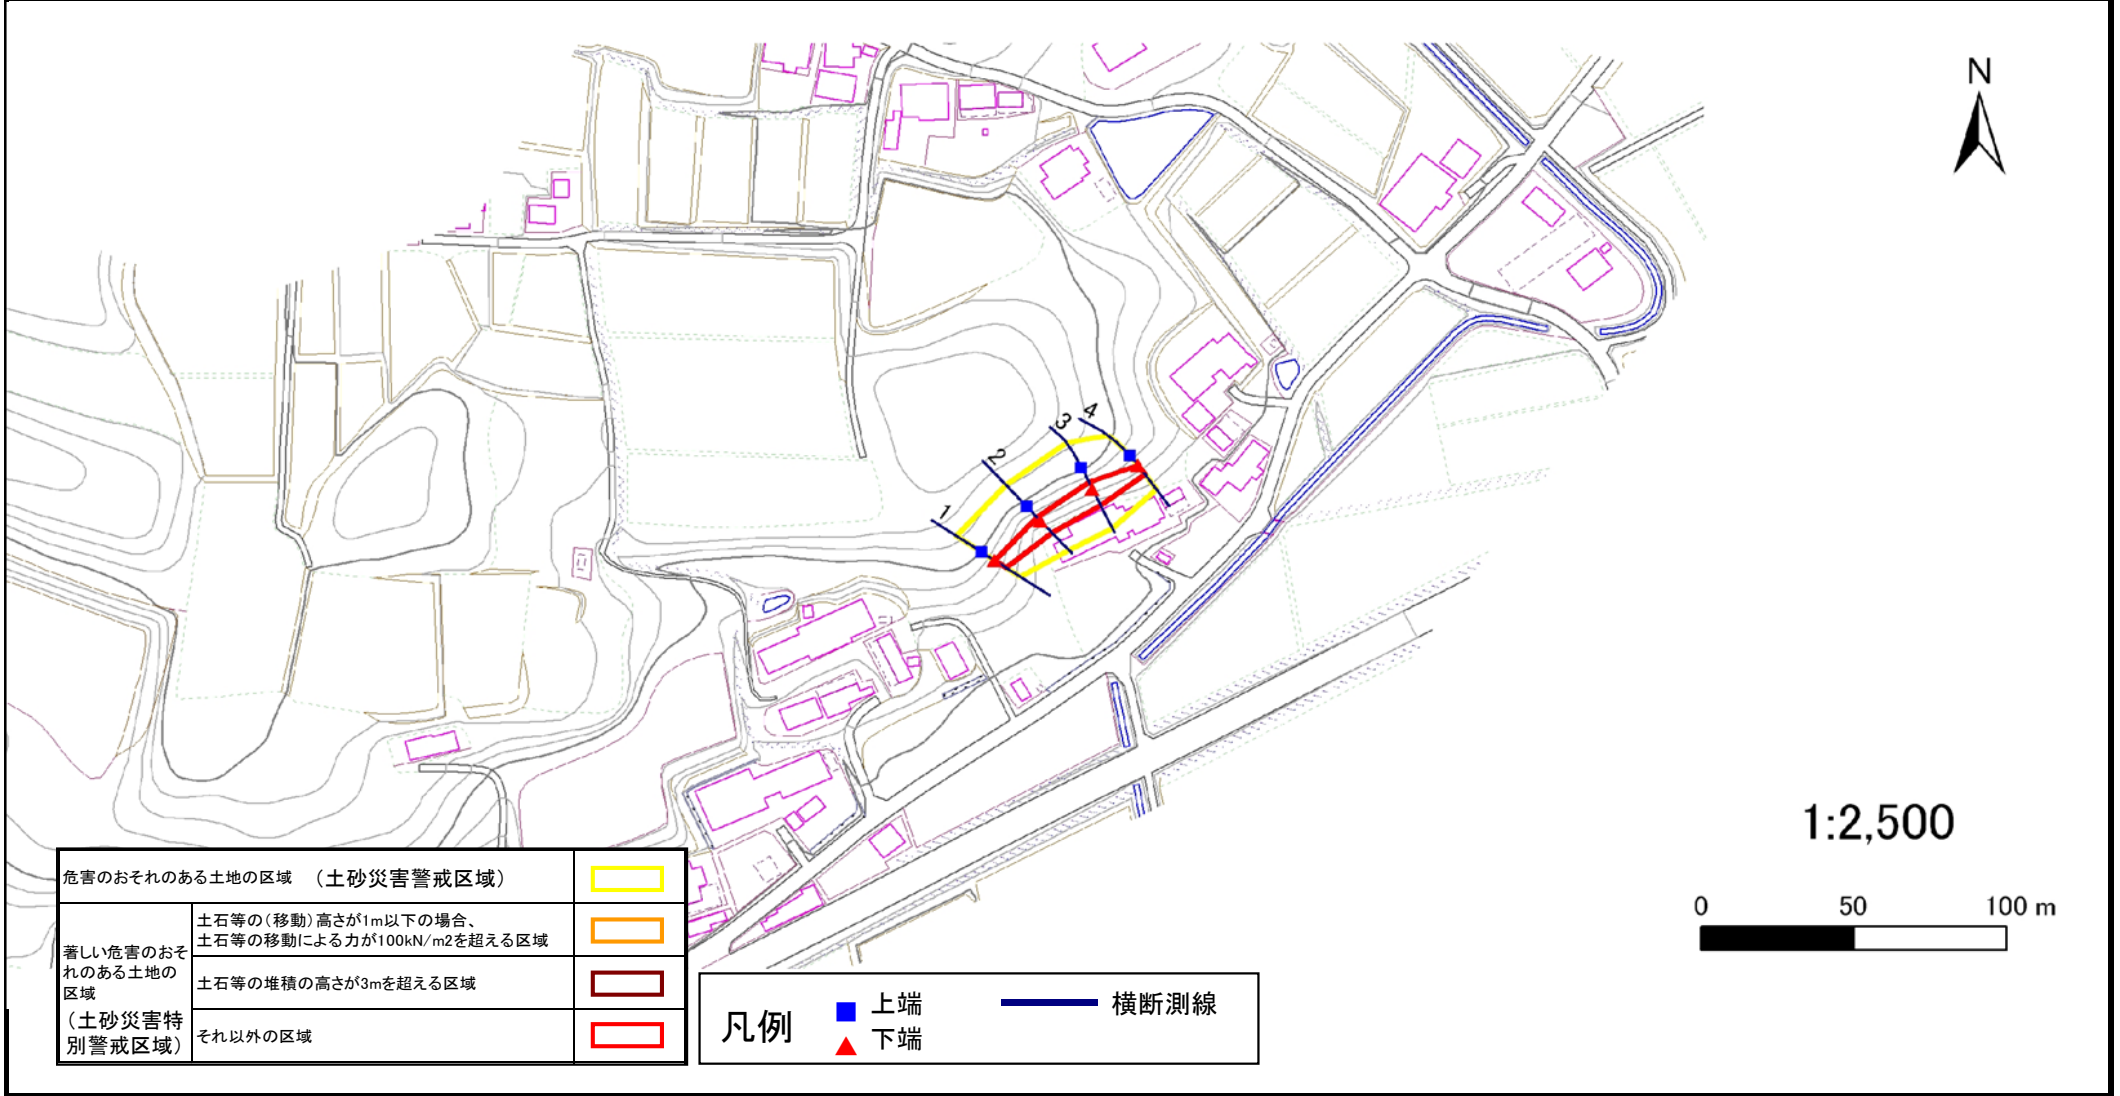 N
4
3
2
1
1:2,500
0 50 100 m
危害のおそれのある土地の区域 (土砂災害警戒区域)
著しい危害のおそ
れのある土地の
区域
(土砂災害特
別警戒区域)
土石等の(移動)高さが1m以下の場合、
土石等の移動による力が100kN/m2を超える区域
土石等の堆積の高さが3mを超える区域
それ以外の区域
凡例
上端
下端
横断測線